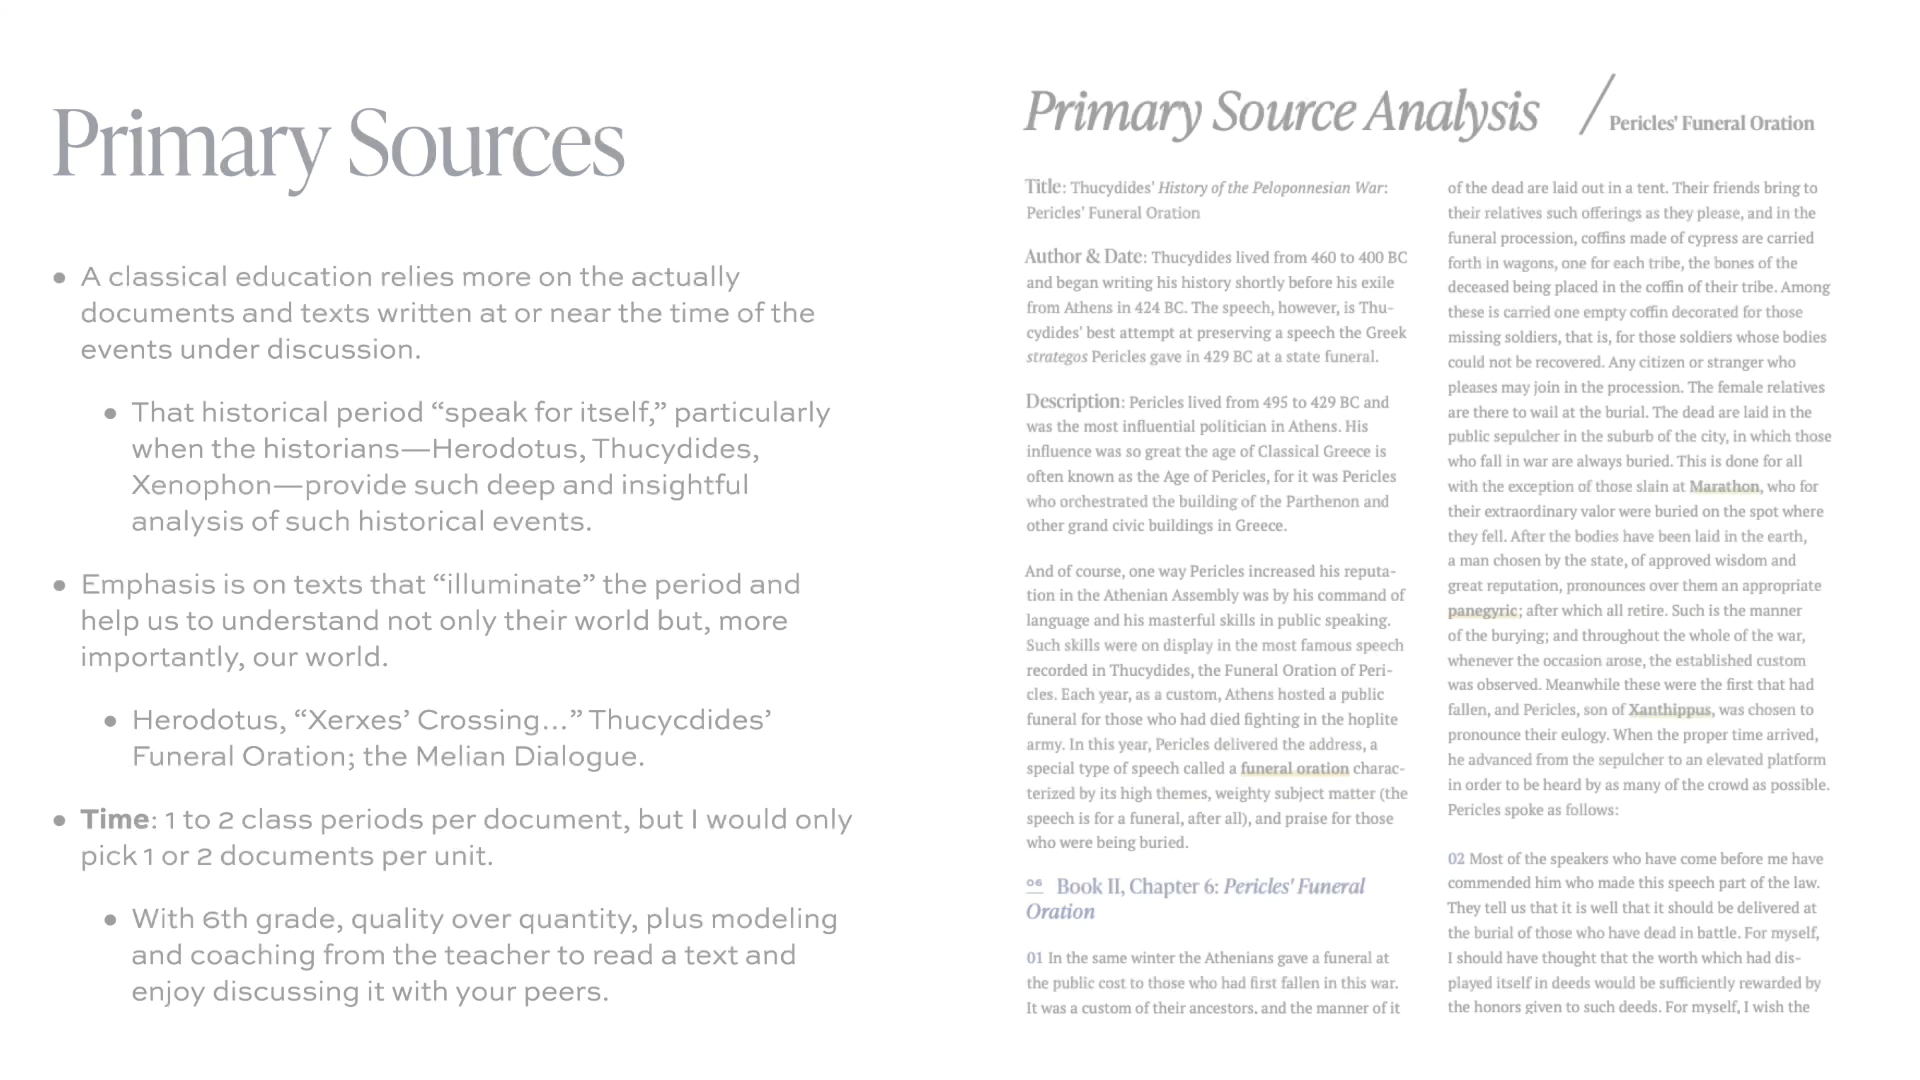 Primary Sources
• A classical education relies more on the actually
documents and texts written at or near the time of the
events under discussion.
• That historical period “speak for itself,” particularly
when the historians—Herodotus, Thucydides,
Xenophon—provide such deep and insightful
analysis of such historical events.
• Emphasis is on texts that “illuminate” the period and
help us to understand not only their world but, more
importantly, our world.
• Herodotus, “Xerxes’ Crossing…” Thucycdides’
Funeral Oration; the Melian Dialogue.
• Time: 1 to 2 class periods per document, but I would only
pick 1 or 2 documents per unit.
• With 6th grade, quality over quantity, plus modeling
and coaching from the teacher to read a text and
enjoy discussing it with your peers.
Primary Source Analysis / Pericles' Funeral Oration
Title: Thucydides' History of the Peloponnesian War:
Pericles' Funeral Oration
Author & Date: Thucydides lived from 460 to 400 BC
and began writing his history shortly before his exile
from Athens in 424 BC. The speech, however, is Thu-
cydides' best attempt at preserving a speech the Greek
strategos Pericles gave in 429 BC at a state funeral.
Description: Pericles lived from 495 to 429 BC and
was the most influential politician in Athens. His
influence was so great the age of Classical Greece is
often known as the Age of Pericles, for it was Pericles
who orchestrated the building of the Parthenon and
other grand civic buildings in Greece.
And of course, one way Pericles increased his reputa-
tion in the Athenian Assembly was by his command of
language and his masterful skills in public speaking.
Such skills were on display in the most famous speech
recorded in Thucydides, the Funeral Oration of Peri-
cles. Each year, as a custom, Athens hosted a public
funeral for those who had died fighting in the hoplite
army. In this year, Pericles delivered the address, a
special type of speech called a funeral oration charac-
terized by its high themes, weighty subject matter (the
speech is for a funeral, after all), and praise for those
who were being buried.
06 Book II, Chapter 6: Pericles' Funeral
Oration
01 In the same winter the Athenians gave a funeral at
the public cost to those who had first fallen in this war.
It was a custom of their ancestors, and the manner of it
of the dead are laid out in a tent. Their friends bring to
their relatives such offerings as they please, and in the
funeral procession, coffins made of cypress are carried
forth in wagons, one for each tribe, the bones of the
deceased being placed in the coffin of their tribe. Among
these is carried one empty coffin decorated for those
missing soldiers, that is, for those soldiers whose bodies
could not be recovered. Any citizen or stranger who
pleases may join in the procession. The female relatives
are there to wail at the burial. The dead are laid in the
public sepulcher in the suburb of the city, in which those
who fall in war are always buried. This is done for all
with the exception of those slain at Marathon, who for
their extraordinary valor were buried on the spot where
they fell. After the bodies have been laid in the earth,
a man chosen by the state, of approved wisdom and
great reputation, pronounces over them an appropriate
panegyric; after which all retire. Such is the manner
of the burying; and throughout the whole of the war,
whenever the occasion arose, the established custom
was observed. Meanwhile these were the first that had
fallen, and Pericles, son of Xanthippus, was chosen to
pronounce their eulogy. When the proper time arrived,
he advanced from the sepulcher to an elevated platform
in order to be heard by as many of the crowd as possible.
Pericles spoke as follows:
02 Most of the speakers who have come before me have
commended him who made this speech part of the law.
They tell us that it is well that it should be delivered at
the burial of those who have dead in battle. For myself,
I should have thought that the worth which had dis-
played itself in deeds would be sufficiently rewarded by
the honors given to such deeds. For myself, I wish the